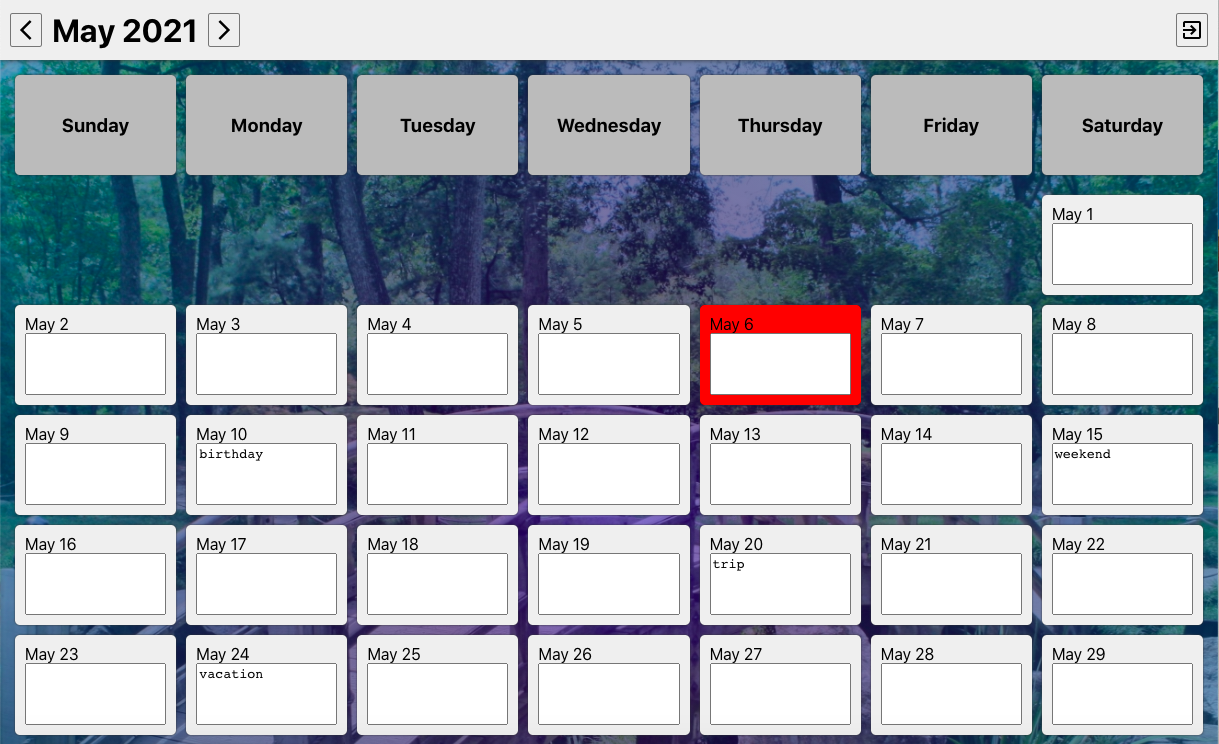 May 2021
Sunday Monday Tuesday Wednesday Thursday Friday Saturday
May 1
May 2 May 3 May 4 May 5 May 6 May 7 May 8
May 9 May 10 May 11 May 12 May 13 May 14 May 15
birthday weekend
May 16 May 17 May 18 May 19 May 20 May 21 May 22
trip
May 23 May 24 May 25 May 26 May 27 May 28 May 29
vacation